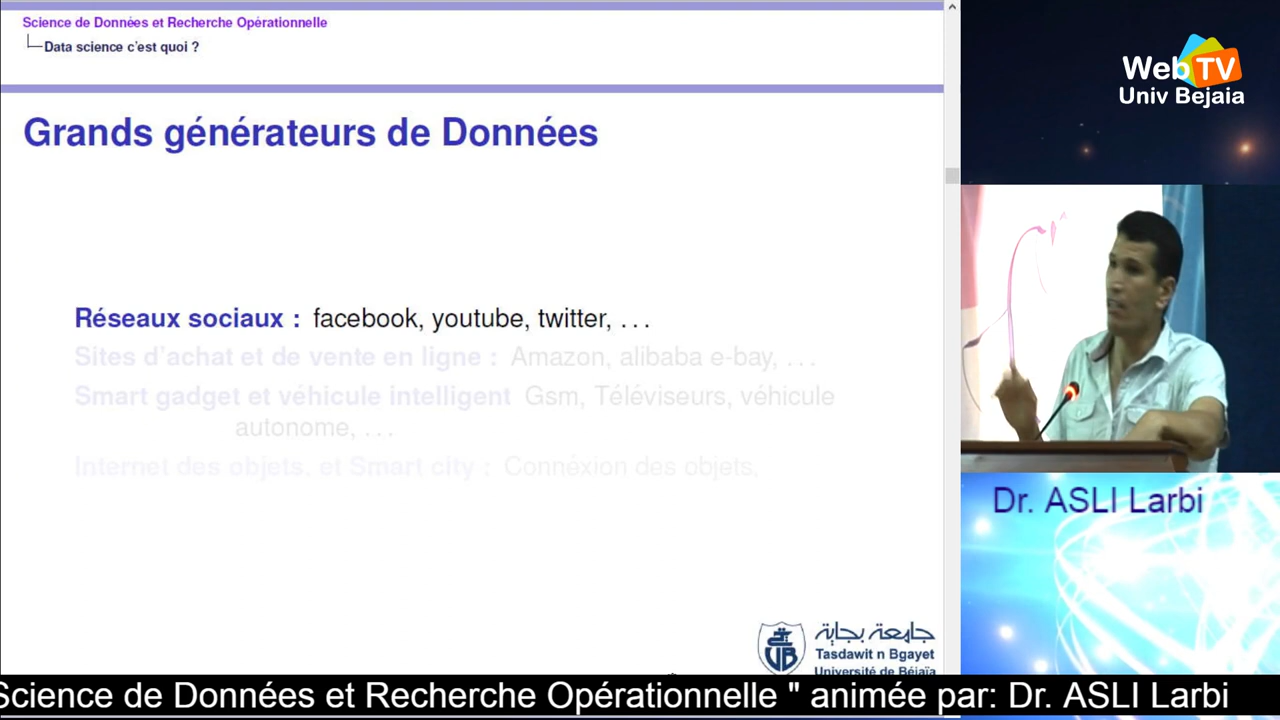 Science de Données et Recherche Opérationnelle
Data science c'est quoi ?
Grands générateurs de Données
Réseaux sociaux : facebook, youtube, twitter, ...
Sites d'achat et de vente en ligne : Amazon, alibaba e-bay, ...
Smart gadget et véhicule intelligent Gsm, Téléviseurs, véhicule
autonome, ...
Internet des objets, et Smart city : Connéxion des objets,
جامعة بجاية
Tasdawit n Bgayet
Université de Béjaïa
Web TV
Univ Bejaia
Dr. ASLI Larbi
Science de Données et Recherche Opérationnelle " animée par: Dr. ASLI Larbi